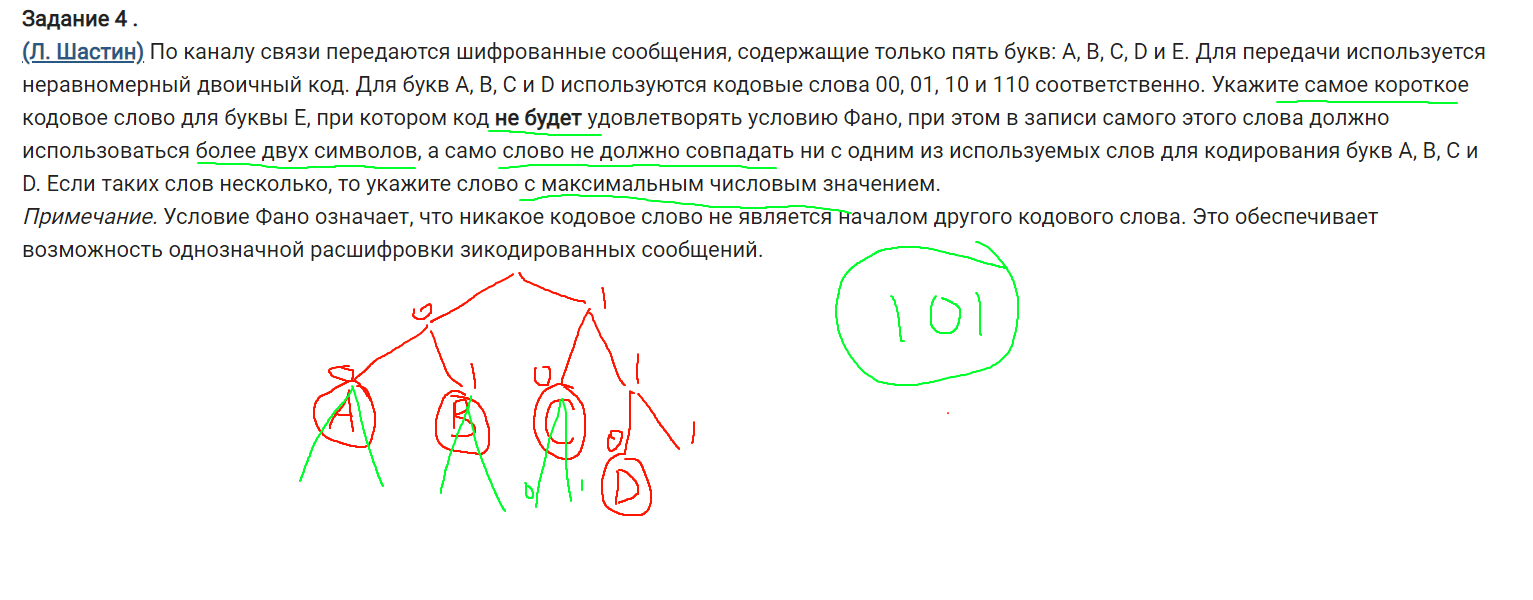 Задание 4 .
(Л. Шастин) По каналу связи передаются шифрованные сообщения, содержащие только пять букв: A, B, C, D и E. Для передачи используется
неравномерный двоичный код. Для букв A, B, C и D используются кодовые слова 00, 01, 10 и 110 соответственно. Укажите самое короткое
кодовое слово для буквы E, при котором код не будет удовлетворять условию Фано, при этом в записи самого этого слова должно
использоваться более двух символов, а само слово не должно совпадать ни с одним из используемых слов для кодирования букв A, B, C и
D. Если таких слов несколько, то укажите слово с максимальным числовым значением.
Примечание. Условие Фано означает, что никакое кодовое слово не является началом другого кодового слова. Это обеспечивает
возможность однозначной расшифровки зикодированных сообщений.
0 1
101
0 1 0 1
A B C
0 1
0 1
D